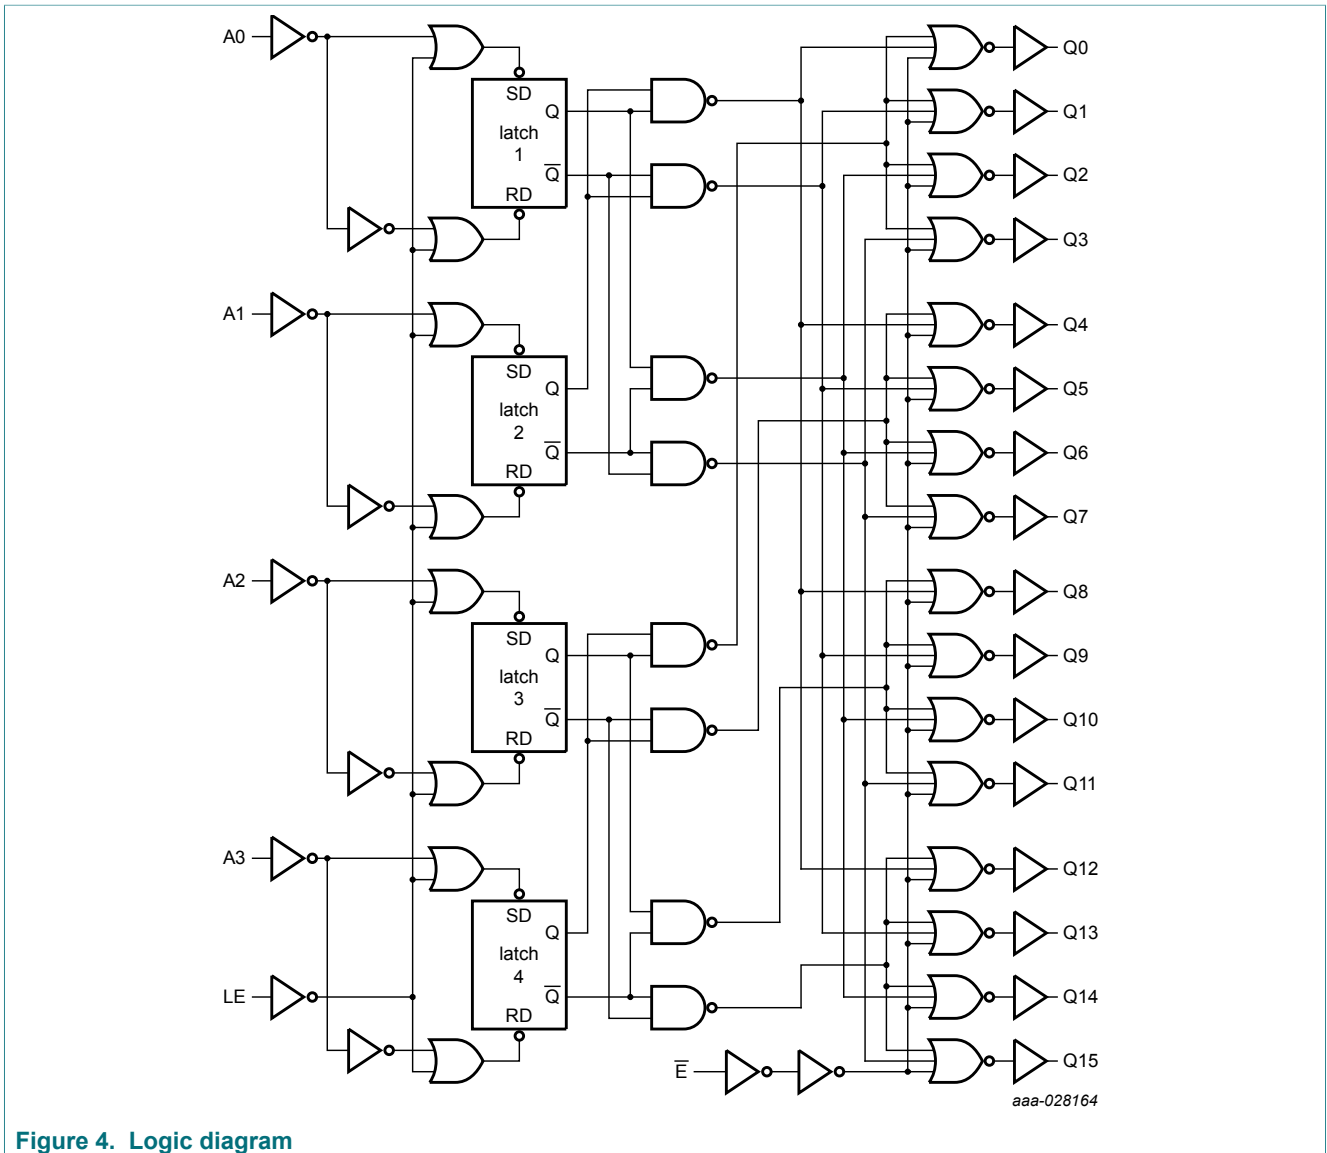 A0
SD
Q
latch
1
Q̅
RD
A1
SD
Q
latch
2
Q̅
RD
A2
SD
Q
latch
3
Q̅
RD
A3
SD
Q
latch
4
Q̅
RD
LE
E̅
Q0
Q1
Q2
Q3
Q4
Q5
Q6
Q7
Q8
Q9
Q10
Q11
Q12
Q13
Q14
Q15
aaa-028164
Figure 4. Logic diagram